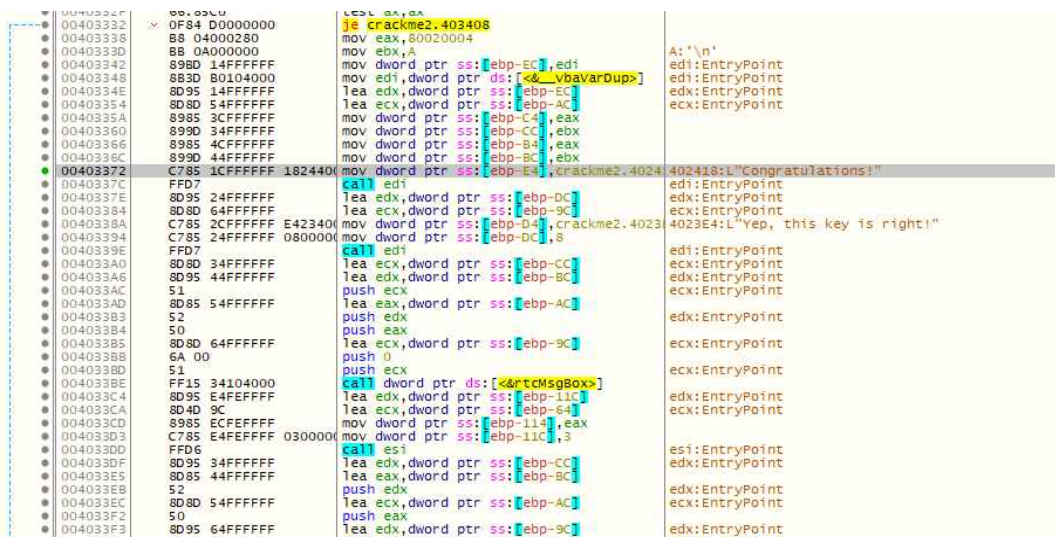 0040332F 66:85C0 test ax,ax
00403332 0F84 D0000000 je crackme2.403408
00403338 B8 04000280 mov eax,80020004
0040333D BB 0A000000 mov ebx,A A:'\n'
00403342 89BD 14FFFFFF mov dword ptr ss:[ebp-EC],edi edi:EntryPoint
00403348 8B3D B0104000 mov edi,dword ptr ds:[<&__vbaVarDup>] edi:EntryPoint
0040334E 8D95 14FFFFFF lea edx,dword ptr ss:[ebp-EC] edx:EntryPoint
00403354 8D8D 54FFFFFF lea ecx,dword ptr ss:[ebp-AC] ecx:EntryPoint
0040335A 8985 3CFFFFFF mov dword ptr ss:[ebp-C4],eax
00403360 899D 34FFFFFF mov dword ptr ss:[ebp-CC],ebx
00403366 8985 4CFFFFFF mov dword ptr ss:[ebp-B4],eax
0040336C 899D 44FFFFFF mov dword ptr ss:[ebp-BC],ebx
00403372 C785 1CFFFFFF 182440 mov dword ptr ss:[ebp-E4],crackme2.4024 402418:L"Congratulations!"
0040337C FFD7 call edi edi:EntryPoint
0040337E 8D95 24FFFFFF lea edx,dword ptr ss:[ebp-DC] edx:EntryPoint
00403384 8D8D 64FFFFFF lea ecx,dword ptr ss:[ebp-9C] ecx:EntryPoint
0040338A C785 2CFFFFFF E42340 mov dword ptr ss:[ebp-D4],crackme2.4023 4023E4:L"Yep, this key is right!"
00403394 C785 24FFFFFF 080000 mov dword ptr ss:[ebp-DC],8
0040339E FFD7 call edi edi:EntryPoint
004033A0 8D8D 34FFFFFF lea ecx,dword ptr ss:[ebp-CC] ecx:EntryPoint
004033A6 8D95 44FFFFFF lea edx,dword ptr ss:[ebp-BC] edx:EntryPoint
004033AC 51 push ecx ecx:EntryPoint
004033AD 8D85 54FFFFFF lea eax,dword ptr ss:[ebp-AC]
004033B3 52 push edx edx:EntryPoint
004033B4 50 push eax
004033B5 8D8D 64FFFFFF lea ecx,dword ptr ss:[ebp-9C] ecx:EntryPoint
004033BB 6A 00 push 0
004033BD 51 push ecx ecx:EntryPoint
004033BE FF15 34104000 call dword ptr ds:[<&rtcMsgBox>]
004033C4 8D95 E4FEFFFF lea edx,dword ptr ss:[ebp-11C] edx:EntryPoint
004033CA 8D4D 9C lea ecx,dword ptr ss:[ebp-64] ecx:EntryPoint
004033CD 8985 ECFEFFFF mov dword ptr ss:[ebp-114],eax
004033D3 C785 E4FEFFFF 030000 mov dword ptr ss:[ebp-11C],3
004033DD FFD6 call esi esi:EntryPoint
004033DF 8D95 34FFFFFF lea edx,dword ptr ss:[ebp-CC] edx:EntryPoint
004033E5 8D85 44FFFFFF lea eax,dword ptr ss:[ebp-BC]
004033EB 52 push edx edx:EntryPoint
004033EC 8D8D 54FFFFFF lea ecx,dword ptr ss:[ebp-AC] ecx:EntryPoint
004033F2 50 push eax
004033F3 8D95 64FFFFFF lea edx,dword ptr ss:[ebp-9C] edx:EntryPoint